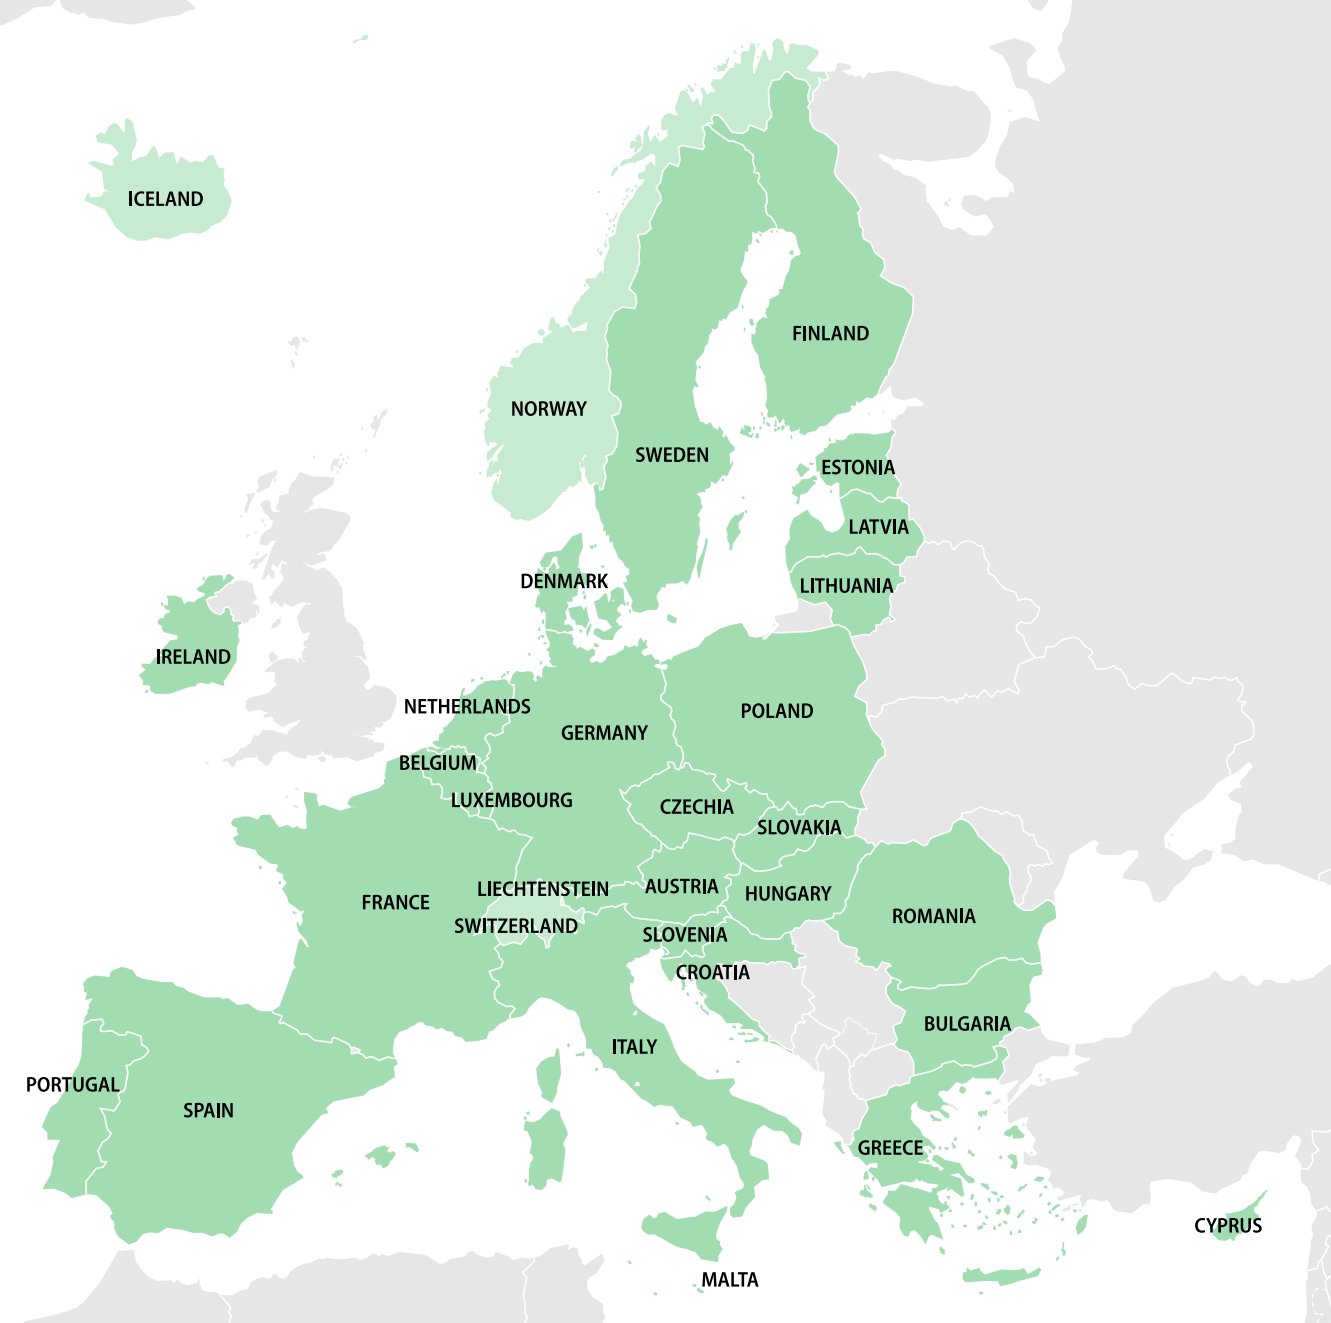 ICELAND
FINLAND
NORWAY
SWEDEN
ESTONIA
LATVIA
DENMARK
LITHUANIA
IRELAND
NETHERLANDS
POLAND
GERMANY
BELGIUM
LUXEMBOURG
CZECHIA
SLOVAKIA
LIECHTENSTEIN
AUSTRIA
HUNGARY
FRANCE
ROMANIA
SWITZERLAND
SLOVENIA
CROATIA
BULGARIA
ITALY
PORTUGAL
SPAIN
GREECE
CYPRUS
MALTA